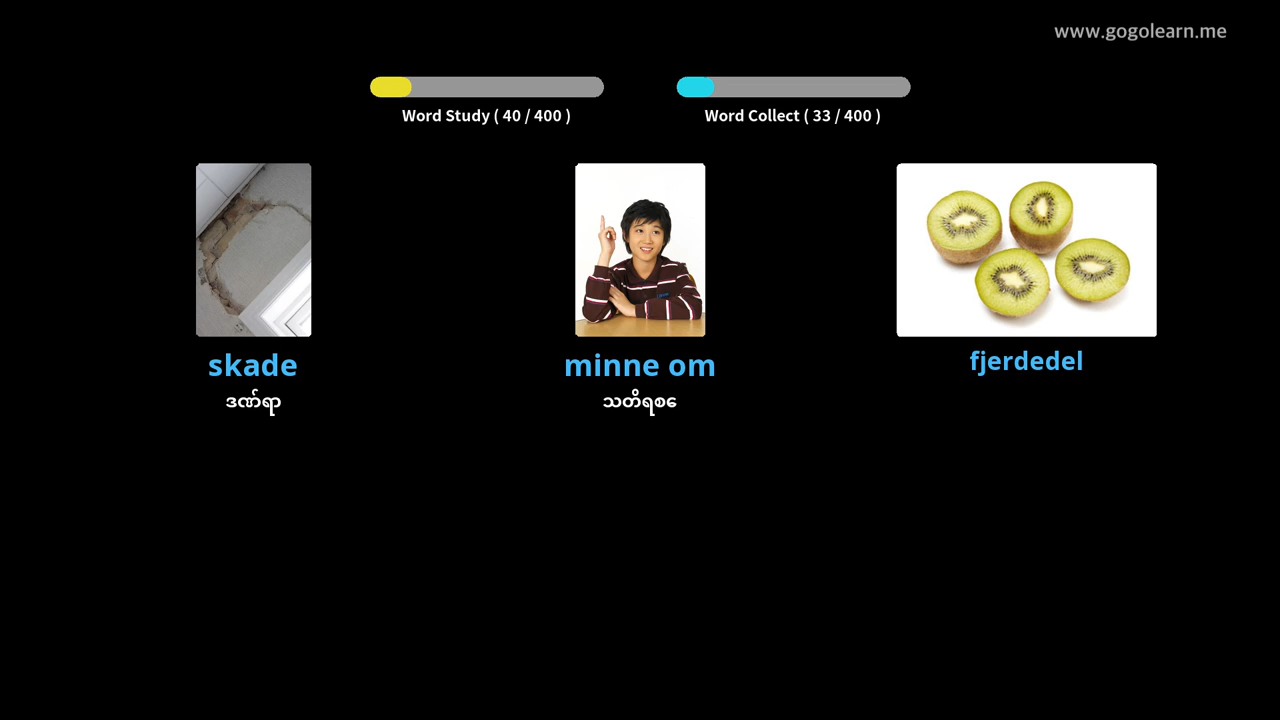 www.gogolearn.me
Word Study ( 40 / 400 )
Word Collect ( 33 / 400 )
skade
ဒဏ်ရာ
minne om
သတိရစေ
fjerdedel